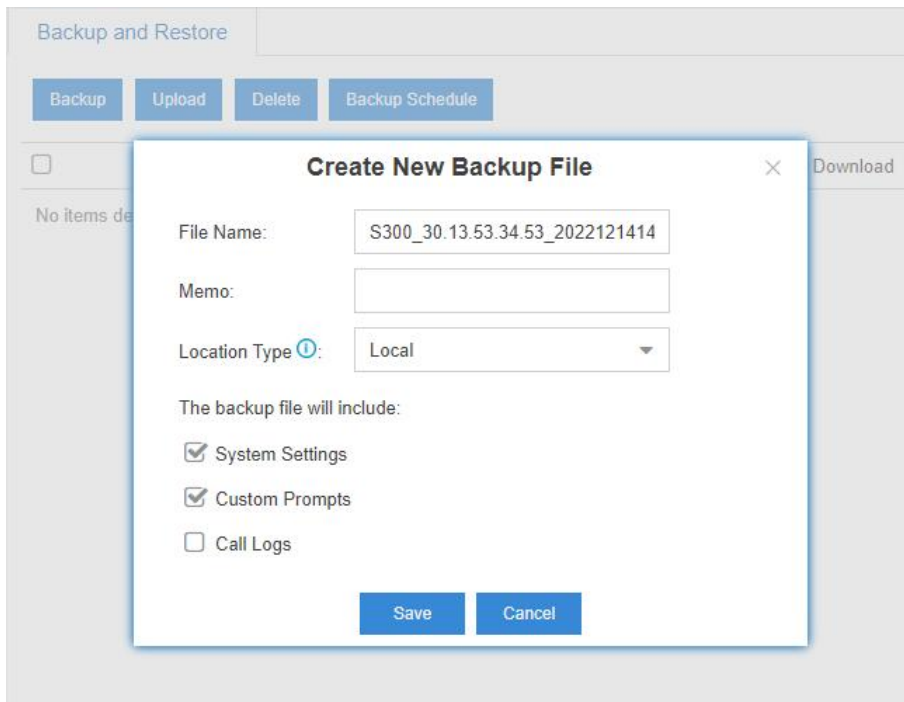 Backup and Restore
Backup Upload Delete Backup Schedule
Create New Backup File
Download
No items de
File Name: S300_30.13.53.34.53_2022121414
Memo:
Location Type i: Local
The backup file will include:
System Settings
Custom Prompts
Call Logs
Save Cancel